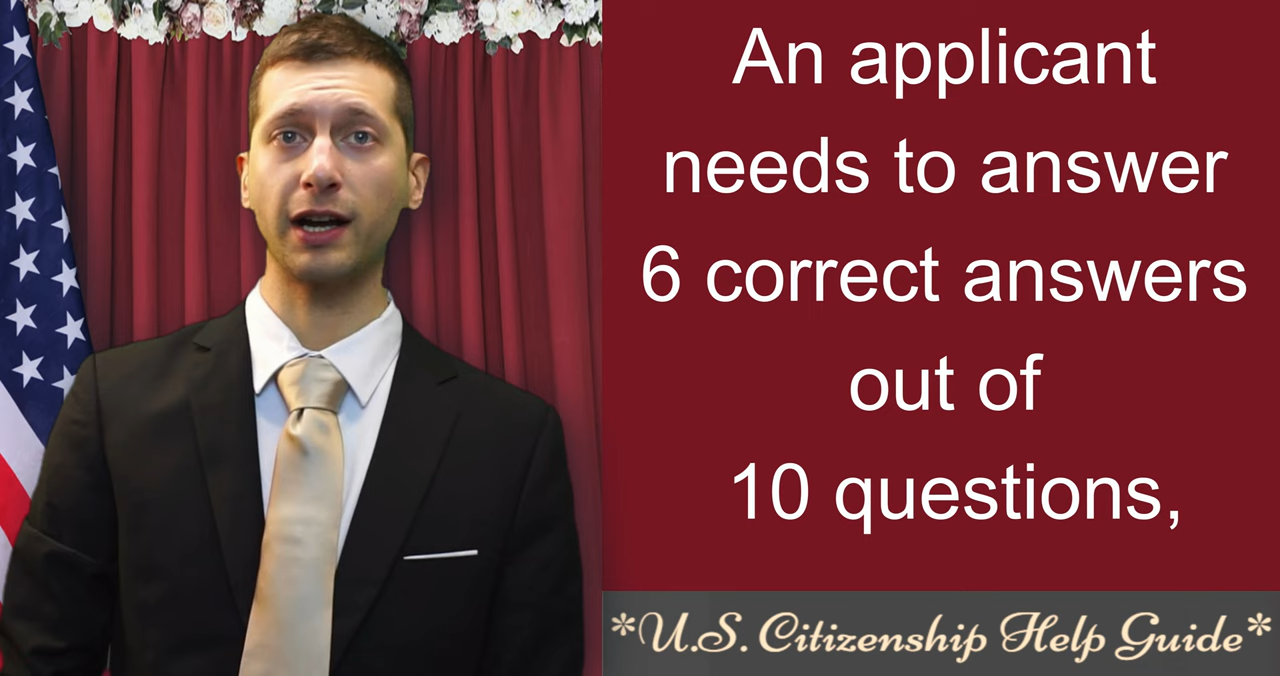 An applicant
needs to answer
6 correct answers
out of
10 questions,
*U.S. Citizenship Help Guide*